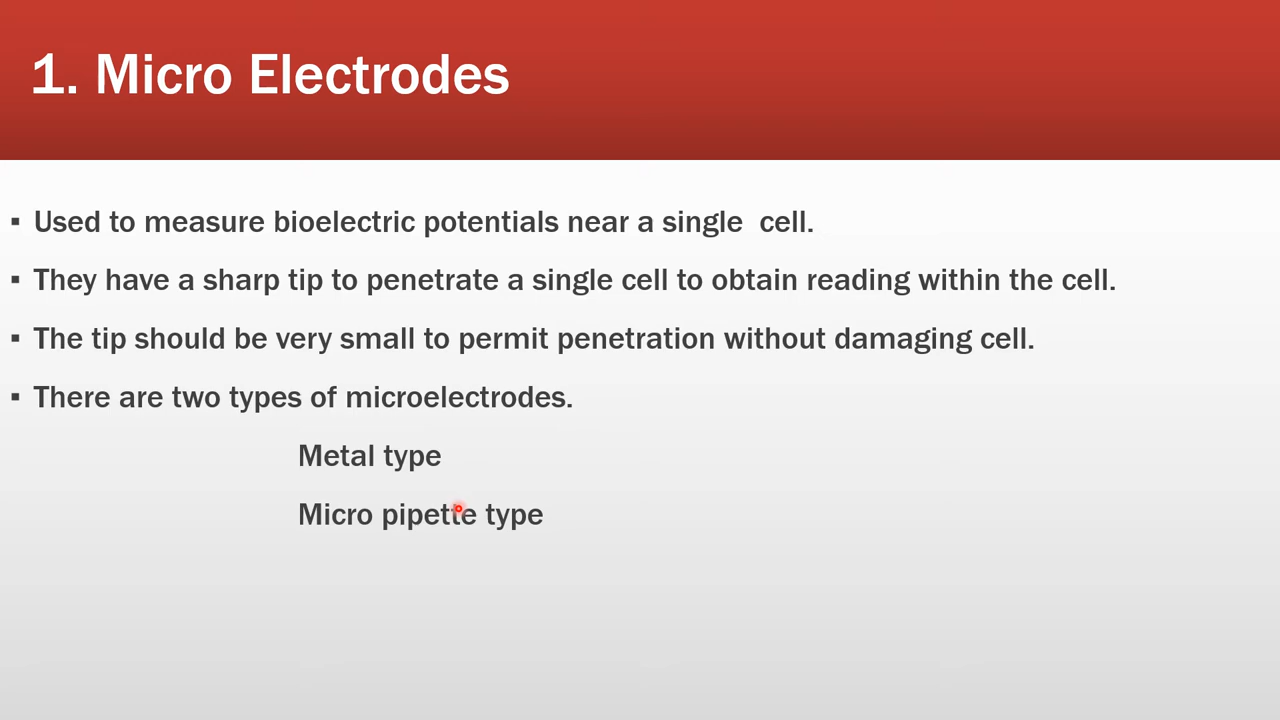 1. Micro Electrodes
▪ Used to measure bioelectric potentials near a single  cell.
▪ They have a sharp tip to penetrate a single cell to obtain reading within the cell.
▪ The tip should be very small to permit penetration without damaging cell.
▪ There are two types of microelectrodes.
Metal type
Micro pipette type